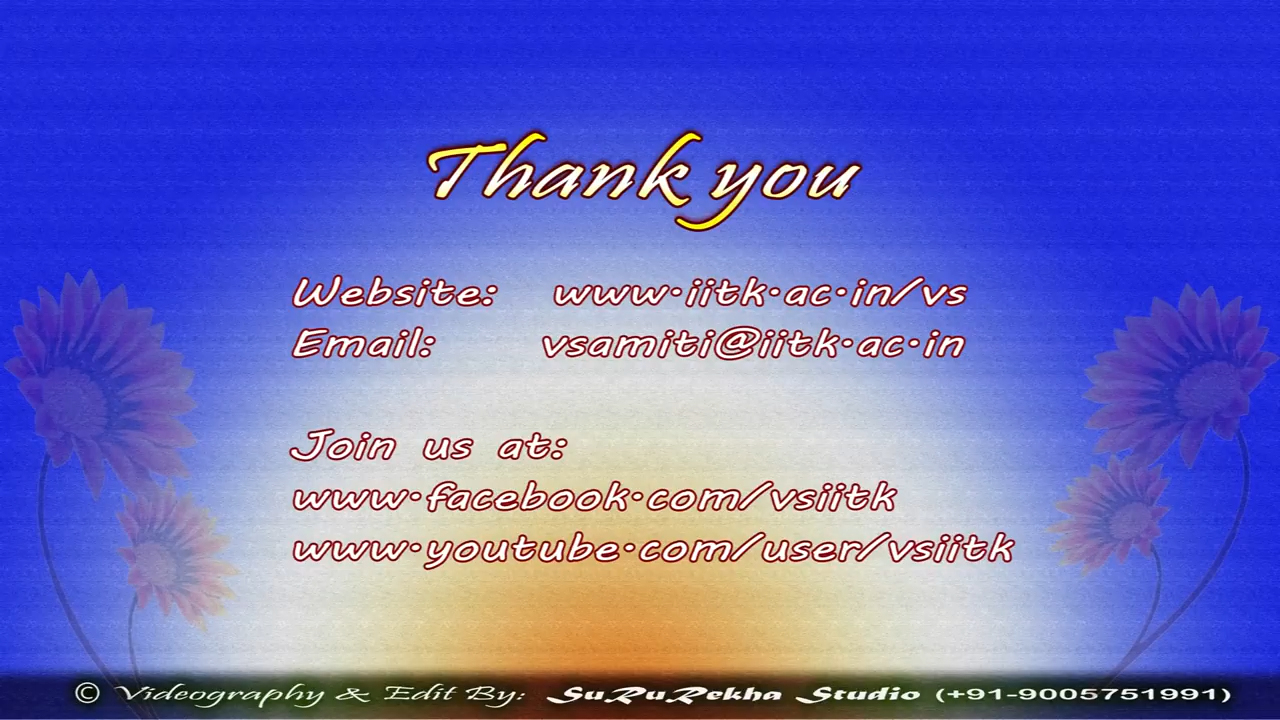 Thank you
Website: www.iitk.ac.in/vs
Email: vsamiti@iitk.ac.in
Join us at:
www.facebook.com/vsiitk
www.youtube.com/user/vsiitk
© Videography & Edit By: SuRuRekha Studio (+91-9005751991)